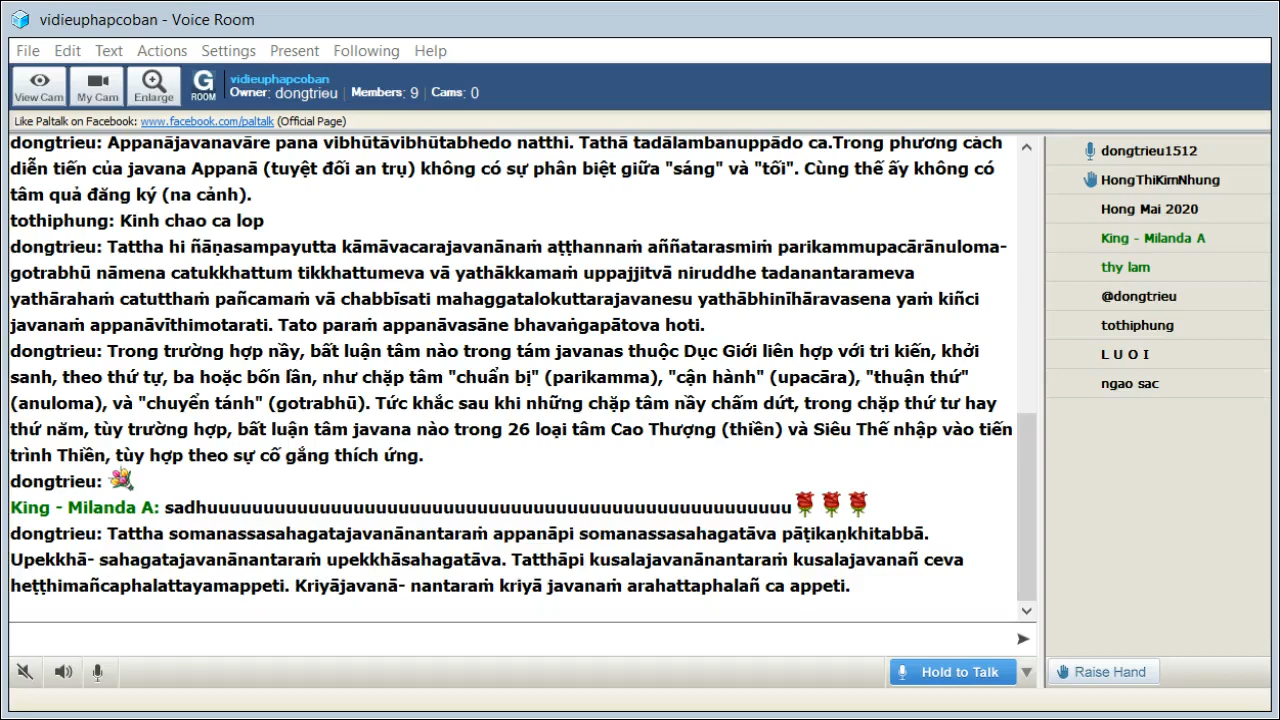 vidieuphapcoban - Voice Room
File Edit Text Actions Settings Present Following Help
View Cam My Cam Enlarge G ROOM vidieuphapcoban
Owner: dongtrieu | Members: 9 | Cams: 0
Like Paltalk on Facebook: www.facebook.com/paltalk (Official Page)
dongtrieu: Appanājavanavāre pana vibhūtāvibhūtabhedo natthi. Tathā tadālambanuppādo ca.Trong phương cách
diễn tiến của javana Appanā (tuyệt đối an trụ) không có sự phân biệt giữa "sáng" và "tối". Cùng thế ấy không có
tâm quả đăng ký (na cảnh).
tothiphung: Kinh chao ca lop
dongtrieu: Tattha hi ñāṇasampayutta kāmāvacarajavanānaṁ aṭṭhannaṁ aññatarasmiṁ parikammupacārānuloma-
gotrabhū nāmena catukkhattum tikkhattumeva vā yathākkamaṁ uppajjitvā niruddhe tadanantarameva
yathārahaṁ catutthaṁ pañcamaṁ vā chabbīsati mahaggatalokuttarajavanesu yathābhinīhāravasena yaṁ kiñci
javanaṁ appanāvīthimotarati. Tato paraṁ appanāvasāne bhavaṅgapātova hoti.
dongtrieu: Trong trường hợp nầy, bất luận tâm nào trong tám javanas thuộc Dục Giới liên hợp với tri kiến, khởi
sanh, theo thứ tự, ba hoặc bốn lần, như chặp tâm "chuẩn bị" (parikamma), "cận hành" (upacāra), "thuận thứ"
(anuloma), và "chuyển tánh" (gotrabhū). Tức khắc sau khi những chặp tâm nầy chấm dứt, trong chặp thứ tư hay
thứ năm, tùy trường hợp, bất luận tâm javana nào trong 26 loại tâm Cao Thượng (thiền) và Siêu Thế nhập vào tiến
trình Thiền, tùy hợp theo sự cố gắng thích ứng.
dongtrieu:
King - Milanda A: sadhuuuuuuuuuuuuuuuuuuuuuuuuuuuuuuuuuuuuuuuuuuuuuuuuuuuuu
dongtrieu: Tattha somanassasahagatajavanānantaraṁ appanāpi somanassasahagatāva pāṭikaṇkhitabbā.
Upekkhā- sahagatajavanānantaraṁ upekkhāsahagatāva. Tatthāpi kusalajavanānantaraṁ kusalajavanañ ceva
heṭṭhimañcaphalattayamappeti. Kriyājavanā- nantaraṁ kriyā javanaṁ arahattaphalañ ca appeti.
Hold to Talk
dongtrieu1512
HongThiKimNhung
Hong Mai 2020
King - Milanda A
thy lam
@dongtrieu
tothiphung
L U O I
ngao sac
Raise Hand